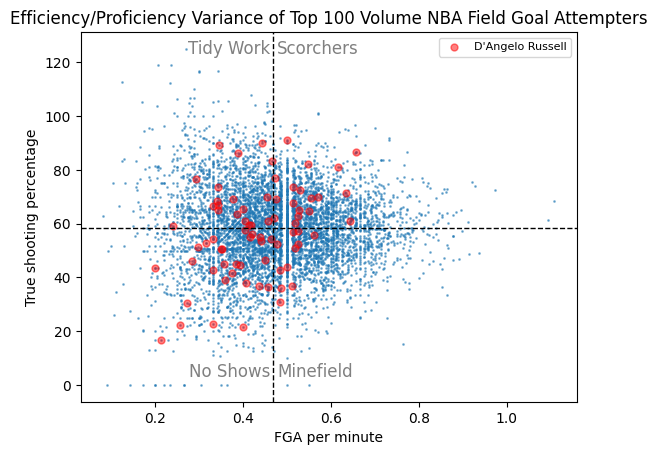 Efficiency/Proficiency Variance of Top 100 Volume NBA Field Goal Attempters
Tidy Work Scorchers
D'Angelo Russell
120
100
80
60
40
20
0
True shooting percentage
No Shows Minefield
0.2 0.4 0.6 0.8 1.0
FGA per minute